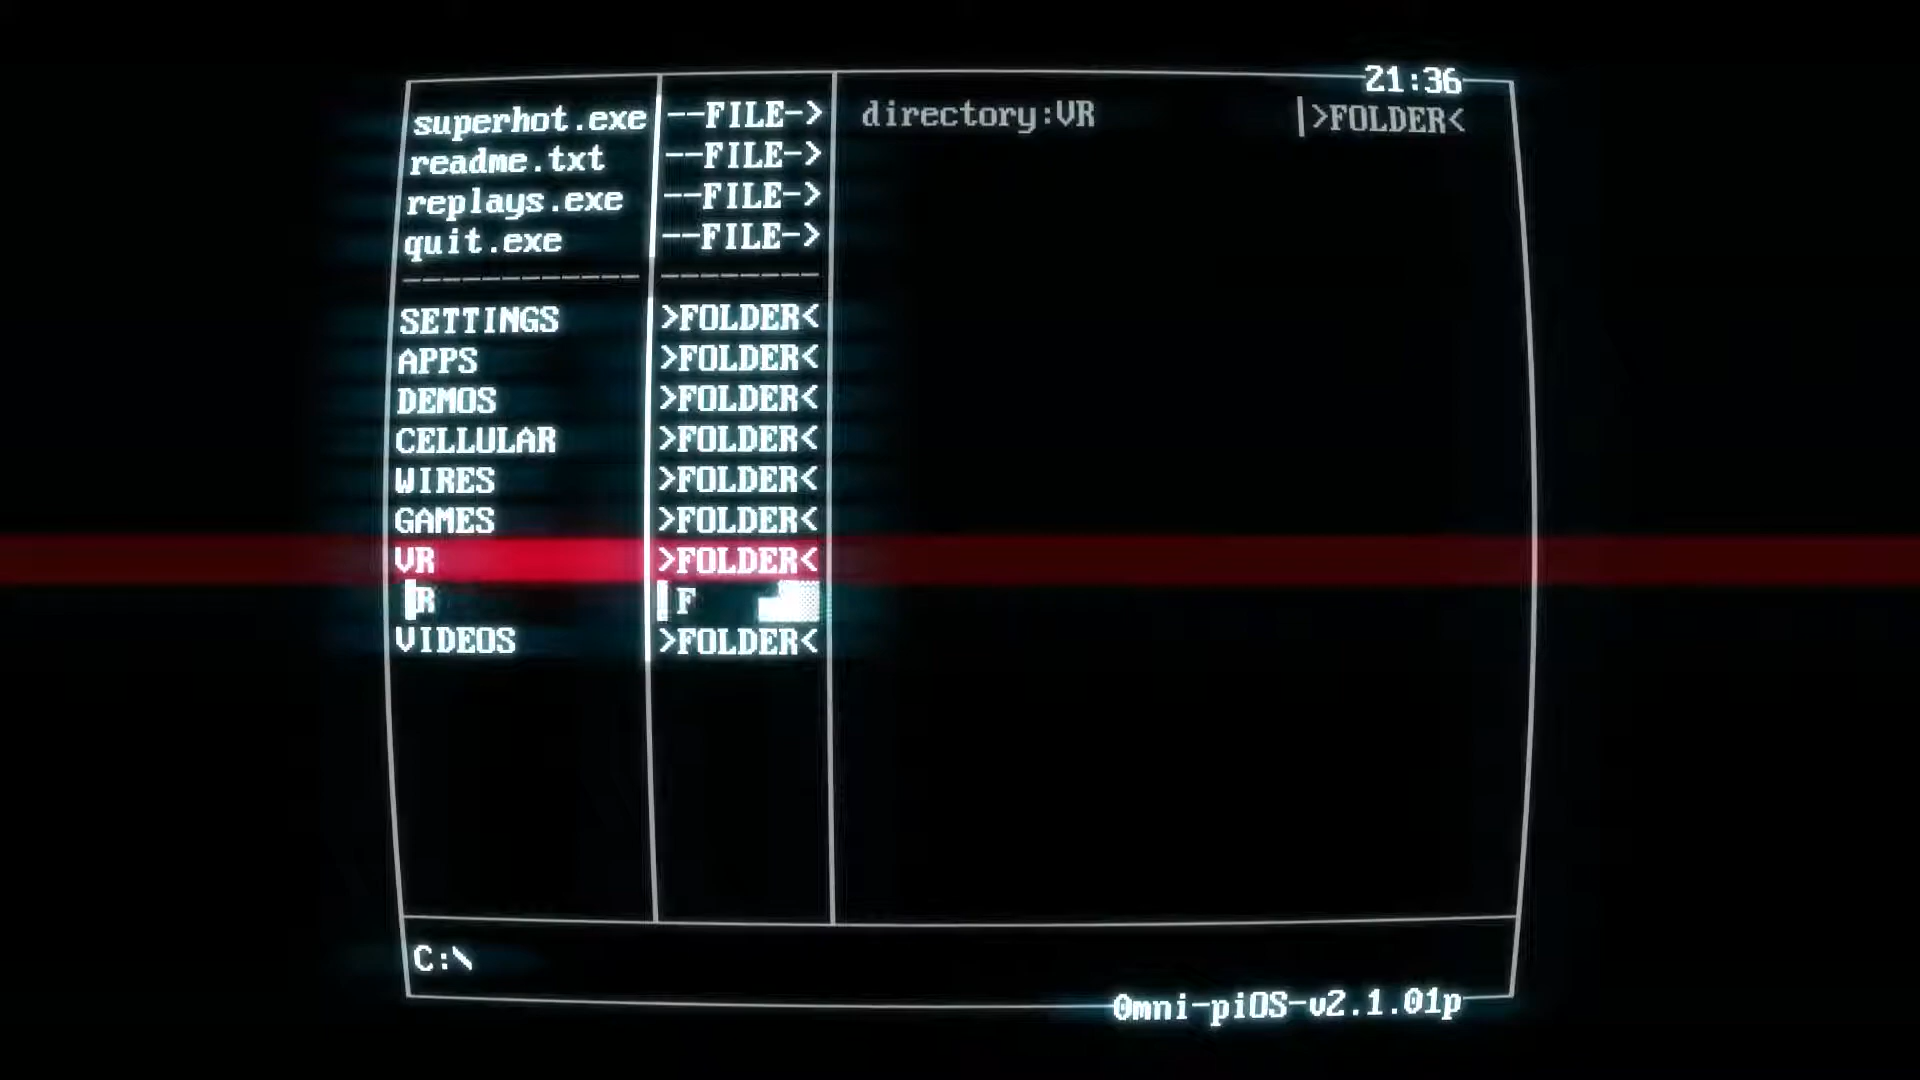 21:36
superhot.exe --FILE-> directory:VR >FOLDER<
readme.txt --FILE->
replays.exe --FILE->
quit.exe --FILE->
SETTINGS >FOLDER<
APPS >FOLDER<
DEMOS >FOLDER<
CELLULAR >FOLDER<
WIRES >FOLDER<
GAMES >FOLDER<
VR >FOLDER<
R F
VIDEOS >FOLDER<
C:\
0mni-piOS-v2.1.01p